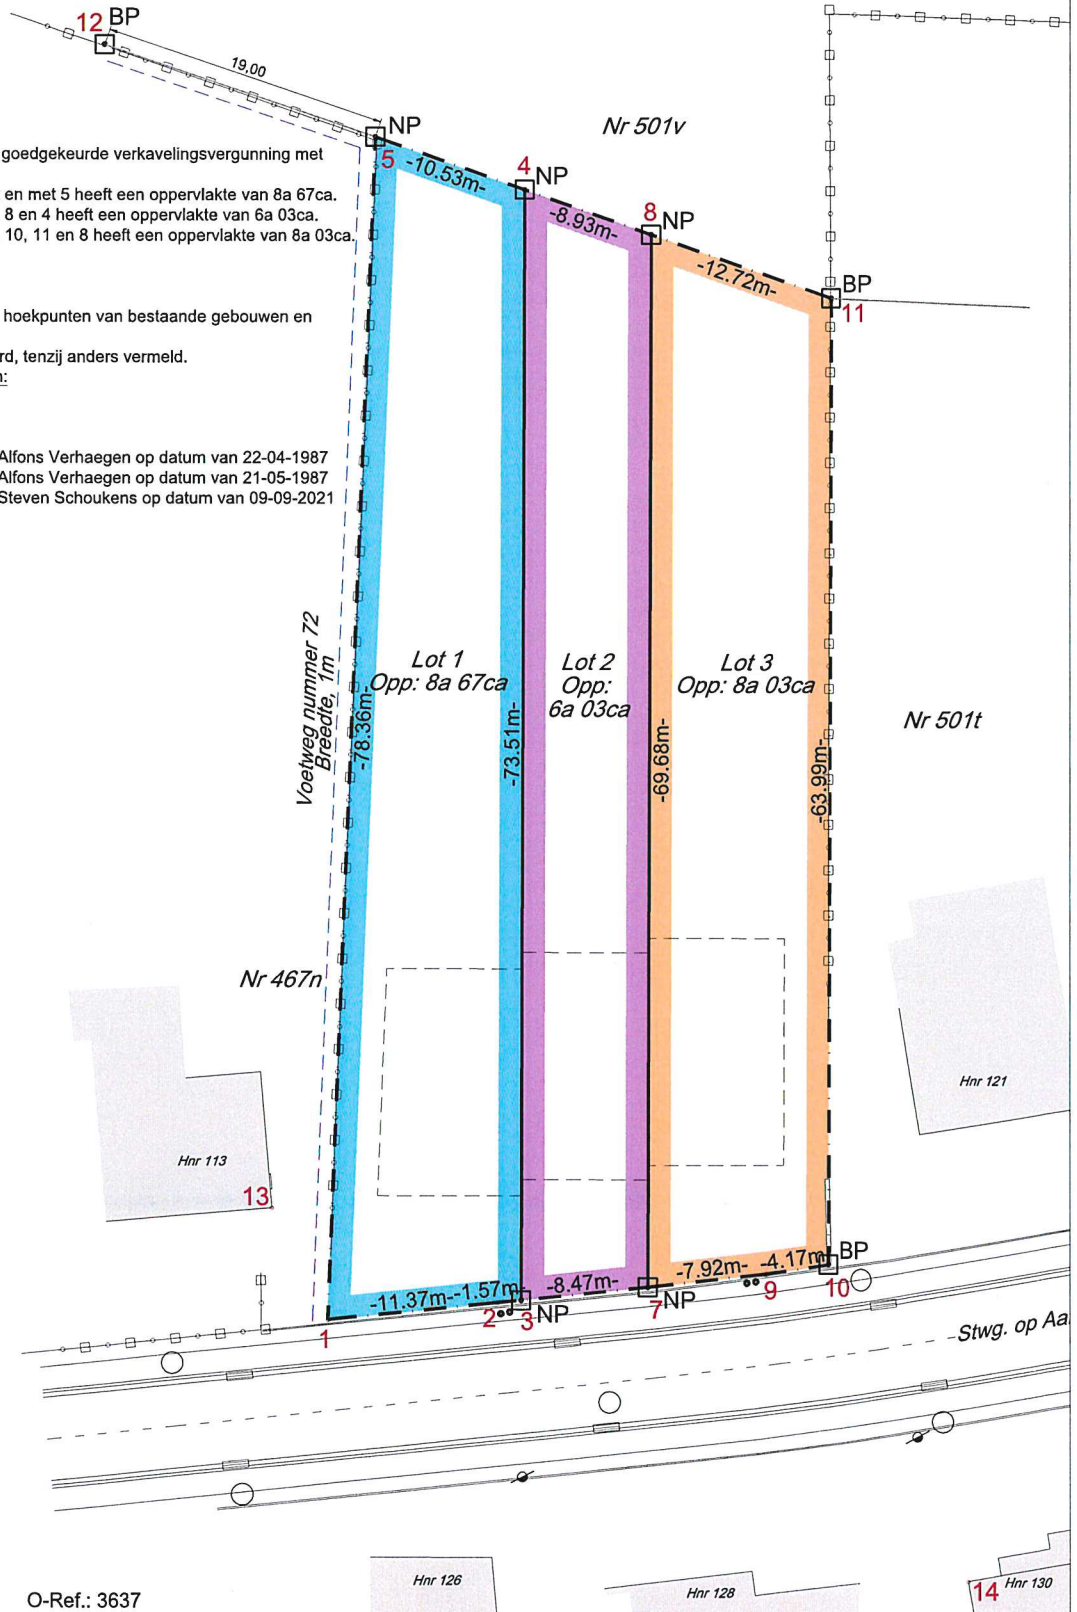 12 BP
19,00
NP
5
Nr 501v
goedgekeurde verkavelingsvergunning met
en met 5 heeft een oppervlakte van 8a 67ca.
8 en 4 heeft een oppervlakte van 6a 03ca.
10, 11 en 8 heeft een oppervlakte van 8a 03ca.
-10.53m-
4
NP
-8.93m-
8
NP
-12.72m-
BP
11
hoekpunten van bestaande gebouwen en
rd, tenzij anders vermeld.
n:
Alfons Verhaegen op datum van 22-04-1987
Alfons Verhaegen op datum van 21-05-1987
Steven Schoukens op datum van 09-09-2021
Voetweg nummer 72
Breedte, 1m
-78.36m-
Lot 1
Opp: 8a 67ca
-73.51m-
Lot 2
Opp:
6a 03ca
-69.68m-
Lot 3
Opp: 8a 03ca
-63.99m-
Nr 501t
Nr 467n
Hnr 121
Hnr 113
13
1
-11.37m-
2
-1.57m-
3
NP
-8.47m-
7
NP
-7.92m-
9
-4.17m-
BP
10
Stwg. op Aa
Hnr 126
Hnr 128
14
Hnr 130
O-Ref.: 3637